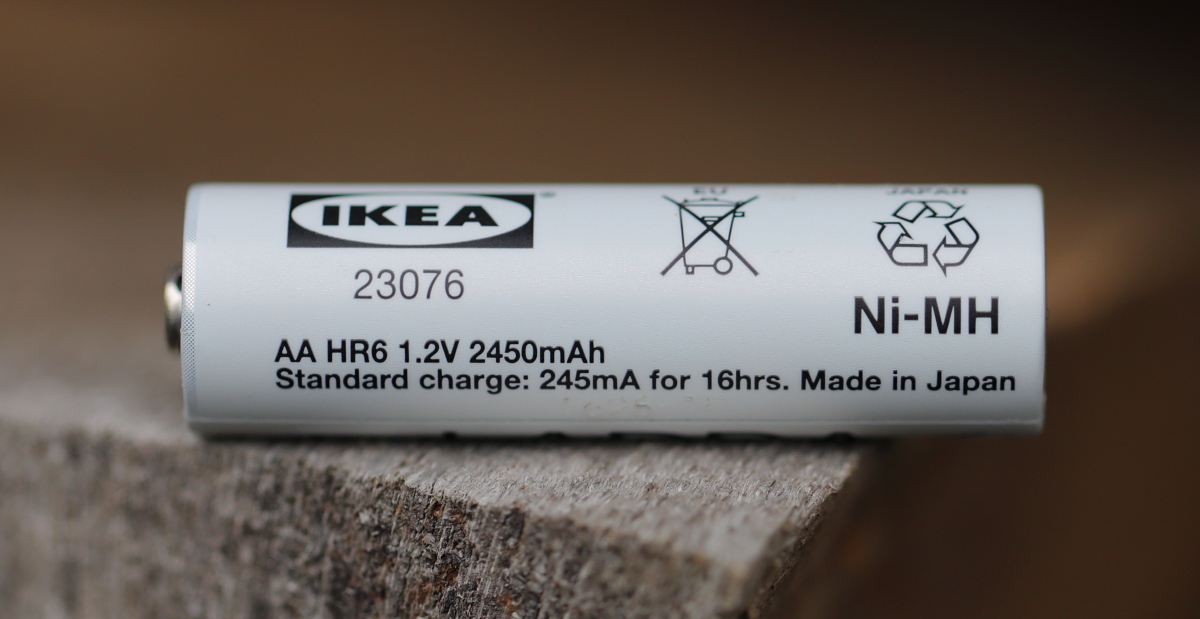 IKEA
EU
JAPAN
23076
Ni-MH
AA HR6 1.2V 2450mAh
Standard charge: 245mA for 16hrs. Made in Japan